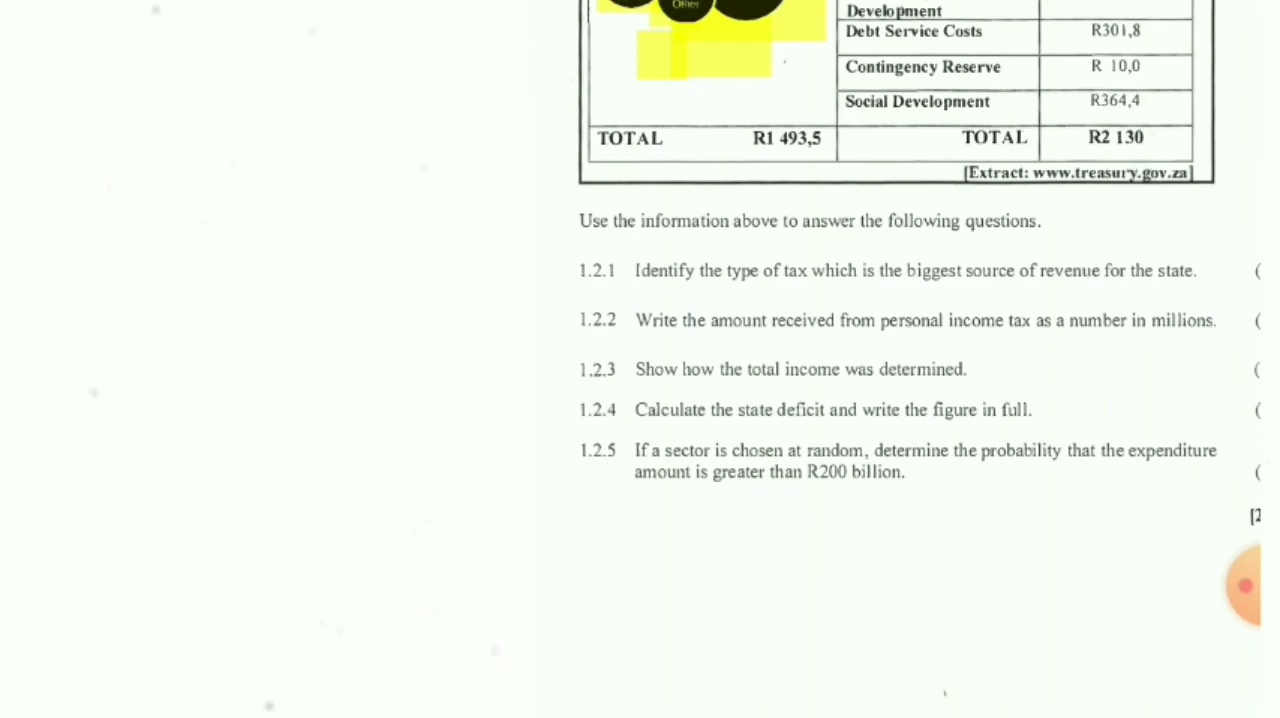 Other
Development
Debt Service Costs R301,8
Contingency Reserve R 10,0
Social Development R364,4
TOTAL R1 493,5 TOTAL R2 130
[Extract: www.treasury.gov.za]
Use the information above to answer the following questions.
1.2.1 Identify the type of tax which is the biggest source of revenue for the state. (
1.2.2 Write the amount received from personal income tax as a number in millions. (
1.2.3 Show how the total income was determined. (
1.2.4 Calculate the state deficit and write the figure in full. (
1.2.5 If a sector is chosen at random, determine the probability that the expenditure
amount is greater than R200 billion. (
[2